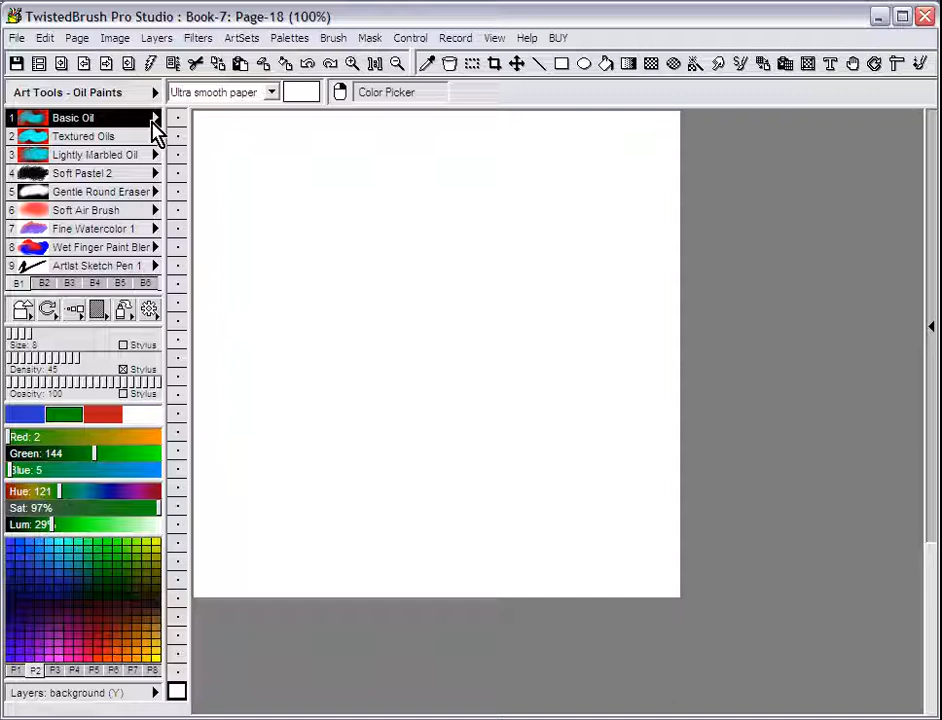 TwistedBrush Pro Studio : Book-7: Page-18 (100%)
File Edit Page Image Layers Filters ArtSets Palettes Brush Mask Control Record View Help BUY
Art Tools - Oil Paints
Ultra smooth paper
Color Picker
1 Basic Oil
2 Textured Oils
3 Lightly Marbled Oil
4 Soft Pastel 2
5 Gentle Round Eraser
6 Soft Air Brush
7 Fine Watercolor 1
8 Wet Finger Paint Bler
9 Artist Sketch Pen 1
B1 B2 B3 B4 B5 B6
Size: 8 Stylus
Density: 45 Stylus
Opacity: 100 Stylus
Red: 2
Green: 144
Blue: 5
Hue: 121
Sat: 97%
Lum: 29%
P1 P2 P3 P4 P5 P6 P7 P8
Layers: background (Y)